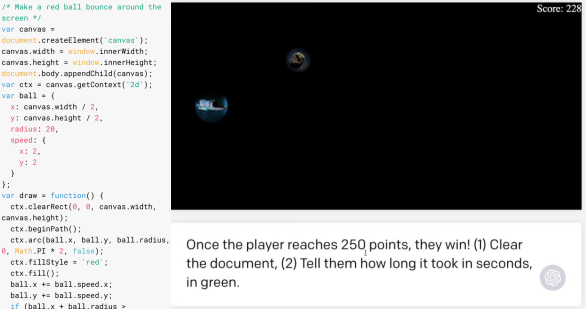 /* Make a red ball bounce around the
screen */
var canvas =
document.createElement('canvas');
canvas.width = window.innerWidth;
canvas.height = window.innerHeight;
document.body.appendChild(canvas);
var ctx = canvas.getContext('2d');
var ball = {
x: canvas.width / 2,
y: canvas.height / 2,
radius: 20,
speed: {
x: 2,
y: 2
}
};
var draw = function() {
ctx.clearRect(0, 0, canvas.width,
canvas.height);
ctx.beginPath();
ctx.arc(ball.x, ball.y, ball.radius,
0, Math.PI * 2, false);
ctx.fillStyle = 'red';
ctx.fill();
ball.x += ball.speed.x;
ball.y += ball.speed.y;
if (ball.x + ball.radius >
Score: 228
Once the player reaches 250 points, they win! (1) Clear
the document, (2) Tell them how long it took in seconds,
in green.